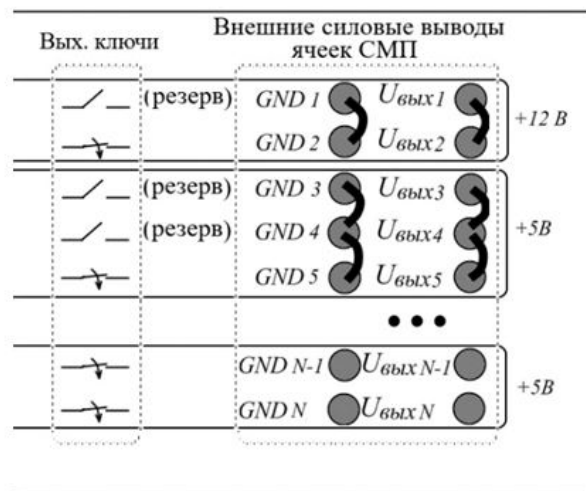 Вых. ключи
Внешние силовые выводы
ячеек СМП
(резерв) GND 1 Uвых1
+12 В
GND 2 Uвых2
(резерв) GND 3 Uвых3
(резерв) GND 4 Uвых4 +5В
GND 5 Uвых5
•••
GND N-1 Uвых N-1
+5В
GND N Uвых N